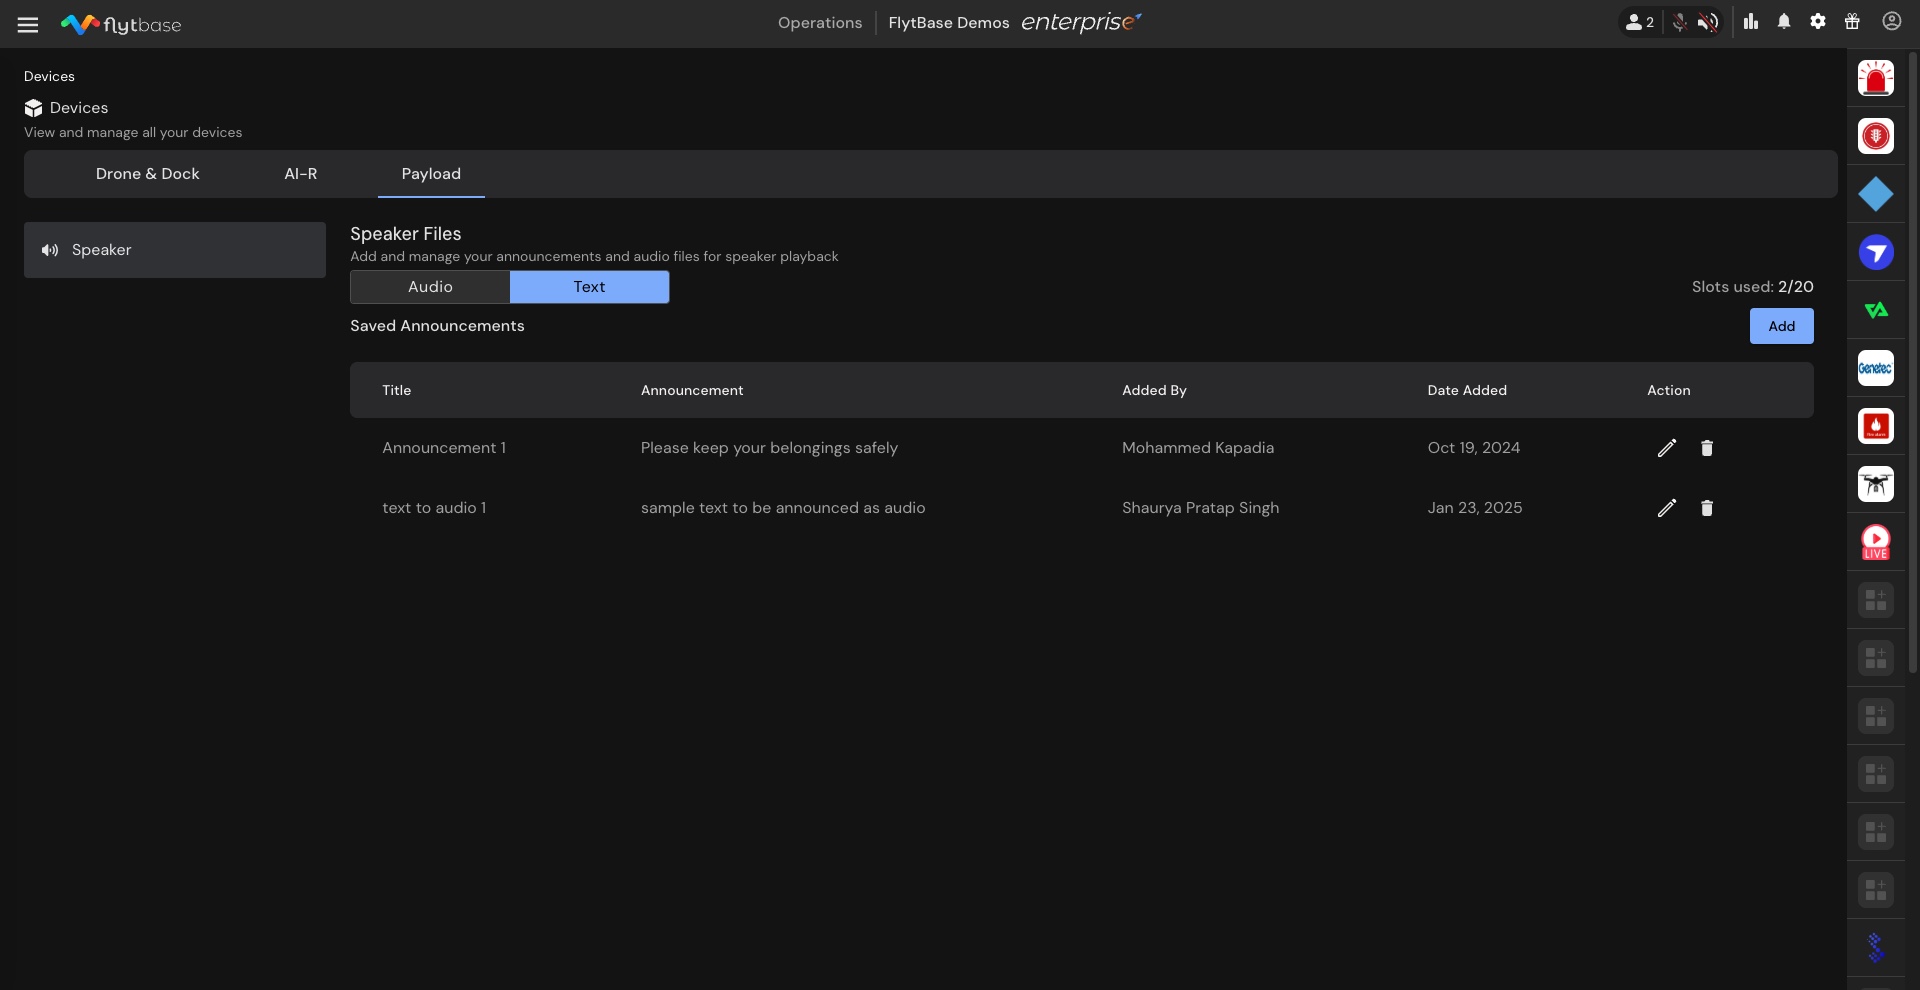 flytbase
Operations
FlytBase Demos enterprise
2
Devices
Devices
View and manage all your devices
Drone & Dock
AI-R
Payload
Speaker
Speaker Files
Add and manage your announcements and audio files for speaker playback
Audio
Text
Slots used: 2/20
Saved Announcements
Add
Title Announcement Added By Date Added Action
Announcement 1 Please keep your belongings safely Mohammed Kapadia Oct 19, 2024
text to audio 1 sample text to be announced as audio Shaurya Pratap Singh Jan 23, 2025
Genetec
LIVE